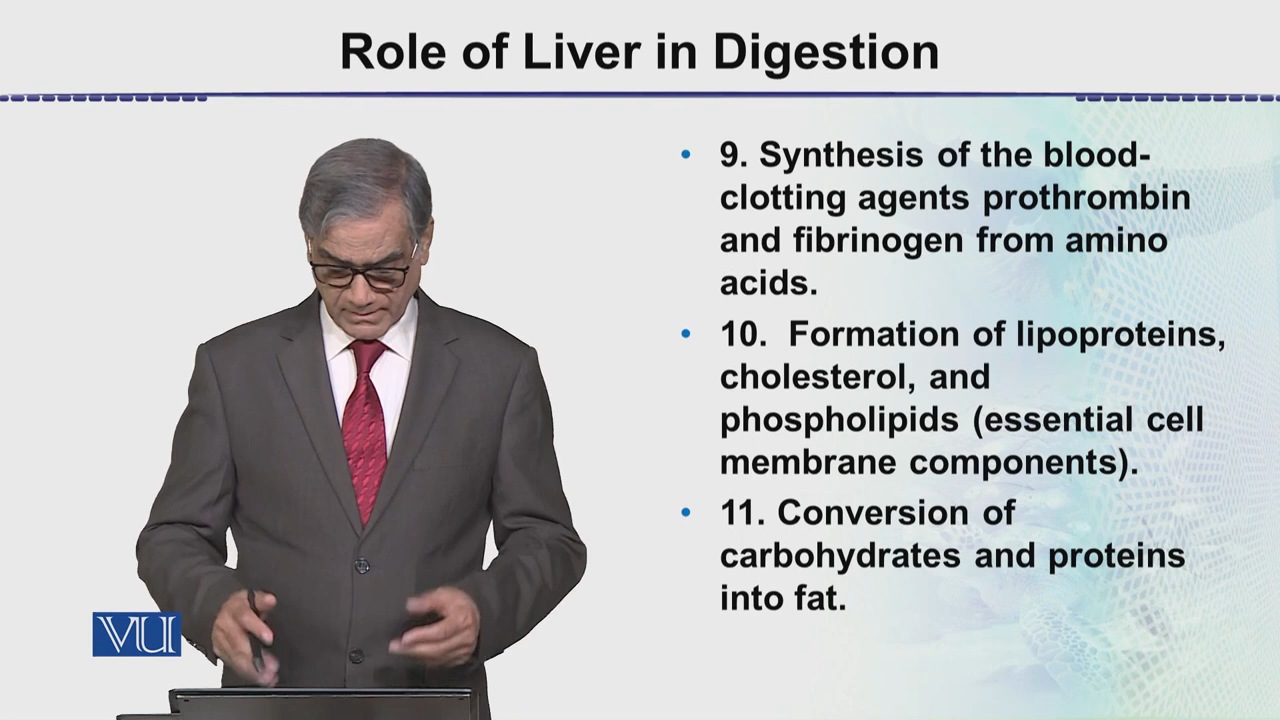 Role of Liver in Digestion
• 9. Synthesis of the blood-
clotting agents prothrombin
and fibrinogen from amino
acids.
• 10.  Formation of lipoproteins,
cholesterol, and
phospholipids (essential cell
membrane components).
• 11. Conversion of
carbohydrates and proteins
into fat.
VU